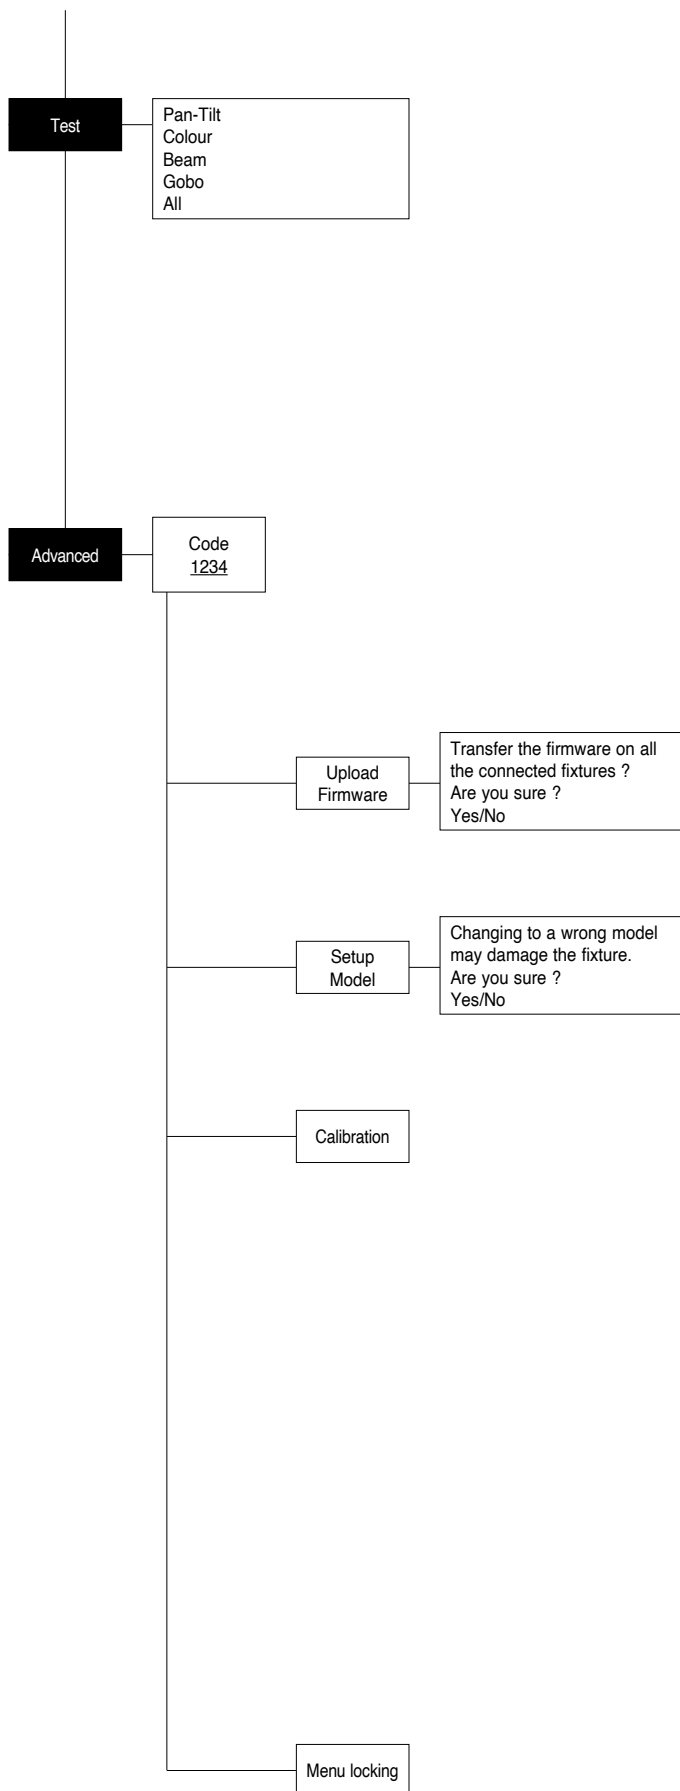 Test
Pan-Tilt
Colour
Beam
Gobo
All
Advanced
Code
1234
Upload
Firmware
Transfer the firmware on all
the connected fixtures ?
Are you sure ?
Yes/No
Setup
Model
Changing to a wrong model
may damage the fixture.
Are you sure ?
Yes/No
Calibration
Menu locking